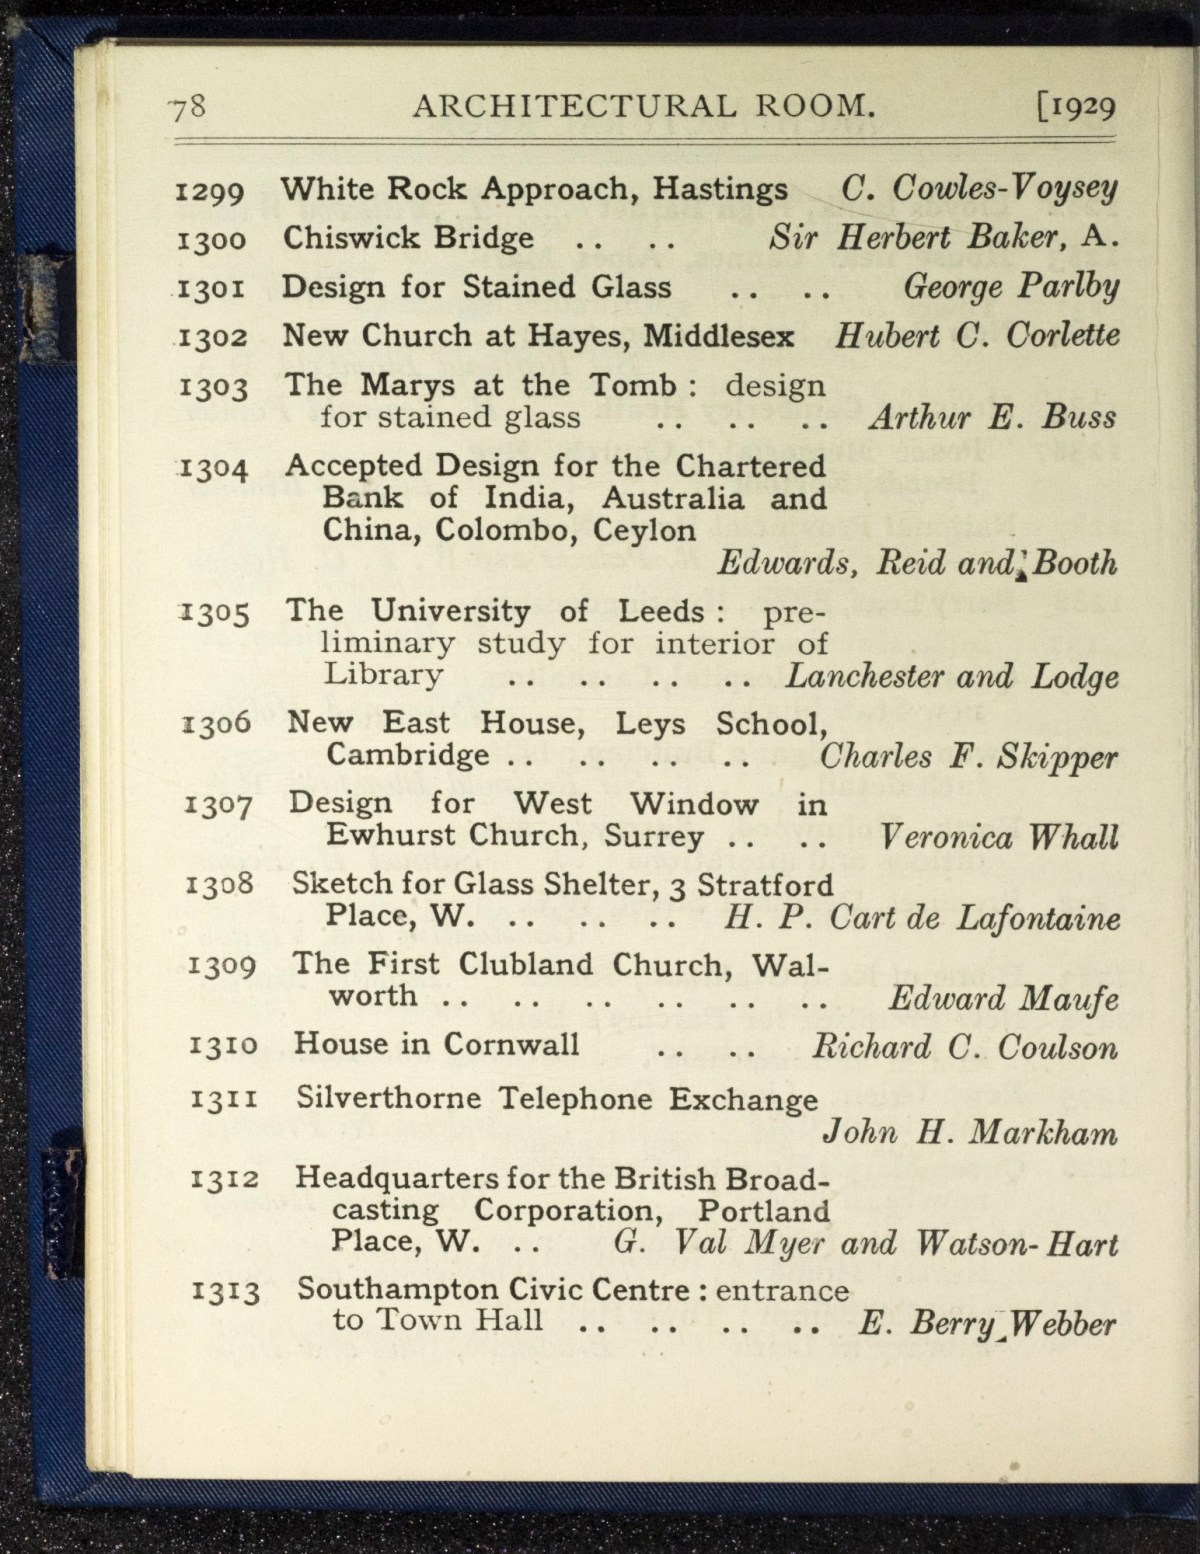 78 ARCHITECTURAL ROOM. [1929
1299 White Rock Approach, Hastings C. Cowles-Voysey
1300 Chiswick Bridge .. .. Sir Herbert Baker, A.
1301 Design for Stained Glass .. .. George Parlby
1302 New Church at Hayes, Middlesex Hubert C. Corlette
1303 The Marys at the Tomb : design
for stained glass .. .. .. Arthur E. Buss
1304 Accepted Design for the Chartered
Bank of India, Australia and
China, Colombo, Ceylon
Edwards, Reid and Booth
1305 The University of Leeds : pre-
liminary study for interior of
Library .. .. .. .. Lanchester and Lodge
1306 New East House, Leys School,
Cambridge .. .. .. .. Charles F. Skipper
1307 Design for West Window in
Ewhurst Church, Surrey .. .. Veronica Whall
1308 Sketch for Glass Shelter, 3 Stratford
Place, W. .. .. .. H. P. Cart de Lafontaine
1309 The First Clubland Church, Wal-
worth .. .. .. .. .. .. Edward Maufe
1310 House in Cornwall .. .. Richard C. Coulson
1311 Silverthorne Telephone Exchange
John H. Markham
1312 Headquarters for the British Broad-
casting Corporation, Portland
Place, W. .. G. Val Myer and Watson-Hart
1313 Southampton Civic Centre : entrance
to Town Hall .. .. .. .. E. Berry Webber